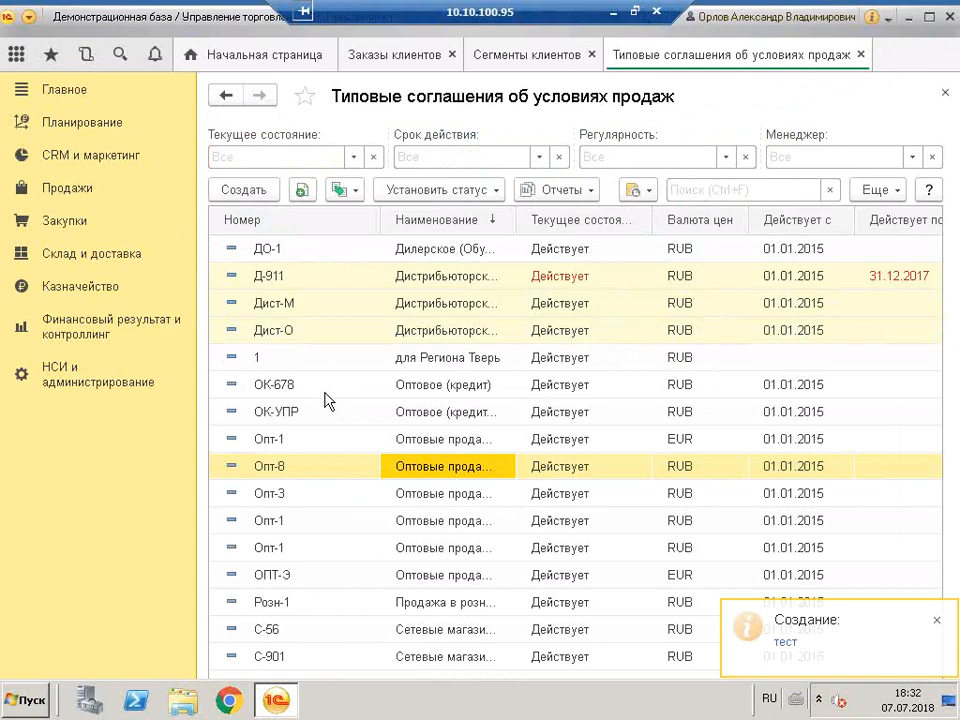 Демонстрационная база / Управление торговл
10.10.100.95
Орлов Александр Владимирович
Начальная страница
Заказы клиентов
Сегменты клиентов
Типовые соглашения об условиях продаж
Главное
Планирование
CRM и маркетинг
Продажи
Закупки
Склад и доставка
Казначейство
Финансовый результат и
контроллинг
НСИ и
администрирование
Типовые соглашения об условиях продаж
Текущее состояние: Срок действия: Регулярность: Менеджер:
Все Все Все Все
Создать Установить статус Отчеты Поиск (Ctrl+F) Еще ?
Номер Наименование Текущее состоя... Валюта цен Действует с Действует по
ДО-1 Дилерское (Обу... Действует RUB 01.01.2015
Д-911 Дистрибьюторск... Действует RUB 01.01.2015 31.12.2017
Дист-М Дистрибьюторск... Действует RUB 01.01.2015
Дист-О Дистрибьюторск... Действует RUB 01.01.2015
1 для Региона Тверь Действует RUB
ОК-678 Оптовое (кредит) Действует RUB 01.01.2015
ОК-УПР Оптовое (кредит... Действует RUB 01.01.2015
Опт-1 Оптовые прода... Действует EUR 01.01.2015
Опт-8 Оптовые прода... Действует RUB 01.01.2015
Опт-3 Оптовые прода... Действует RUB 01.01.2015
Опт-1 Оптовые прода... Действует RUB 01.01.2015
Опт-1 Оптовые прода... Действует RUB 01.01.2015
ОПТ-Э Оптовые прода... Действует EUR 01.01.2015
Розн-1 Продажа в розн... Действует RUB 01.01.2015
С-56 Сетевые магази... Действует RUB 01.01.2015
С-901 Сетевые магази... Действует RUB 01.01.2015
Создание:
тест
Пуск
RU
18:32
07.07.2018